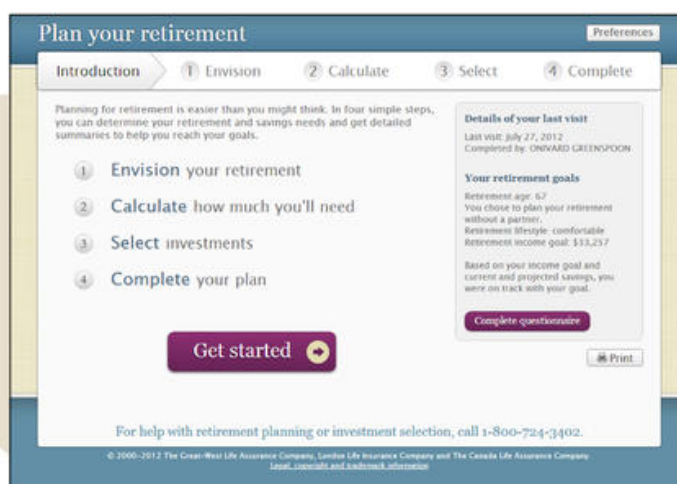 Plan your retirement
Preferences
Introduction
1 Envision
2 Calculate
3 Select
4 Complete
Planning for retirement is easier than you might think. In four simple steps,
you can determine your retirement and savings needs and get detailed
summaries to help you reach your goals.
1 Envision your retirement
2 Calculate how much you'll need
3 Select investments
4 Complete your plan
Get started
Details of your last visit
Last visit: July 27, 2012
Completed by: ONIVARD GREENSPOON
Your retirement goals
Retirement age: 67
You chose to plan your retirement
without a partner.
Retirement lifestyle: comfortable
Retirement income goal: $33,257
Based on your income goal and
current and projected savings, you
were on track with your goal.
Complete questionnaire
Print
For help with retirement planning or investment selection, call 1-800-724-3402.
© 2000-2012 The Great-West Life Assurance Company, London Life Insurance Company and The Canada Life Assurance Company
Legal, copyright and trademark information